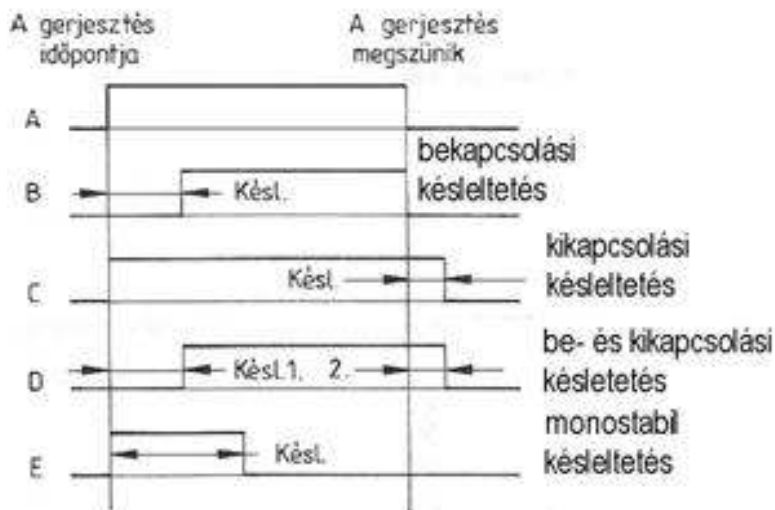 A gerjesztés
időpontja
A gerjesztés
megszünik
A
bekapcsolási
B
Késl.
késleltetés
kikapcsolási
C
Késl.
késleltetés
be- és kikapcsolási
D
Késl.1. 2.
késletetés
monostabil
E
Késl.
késleltetés